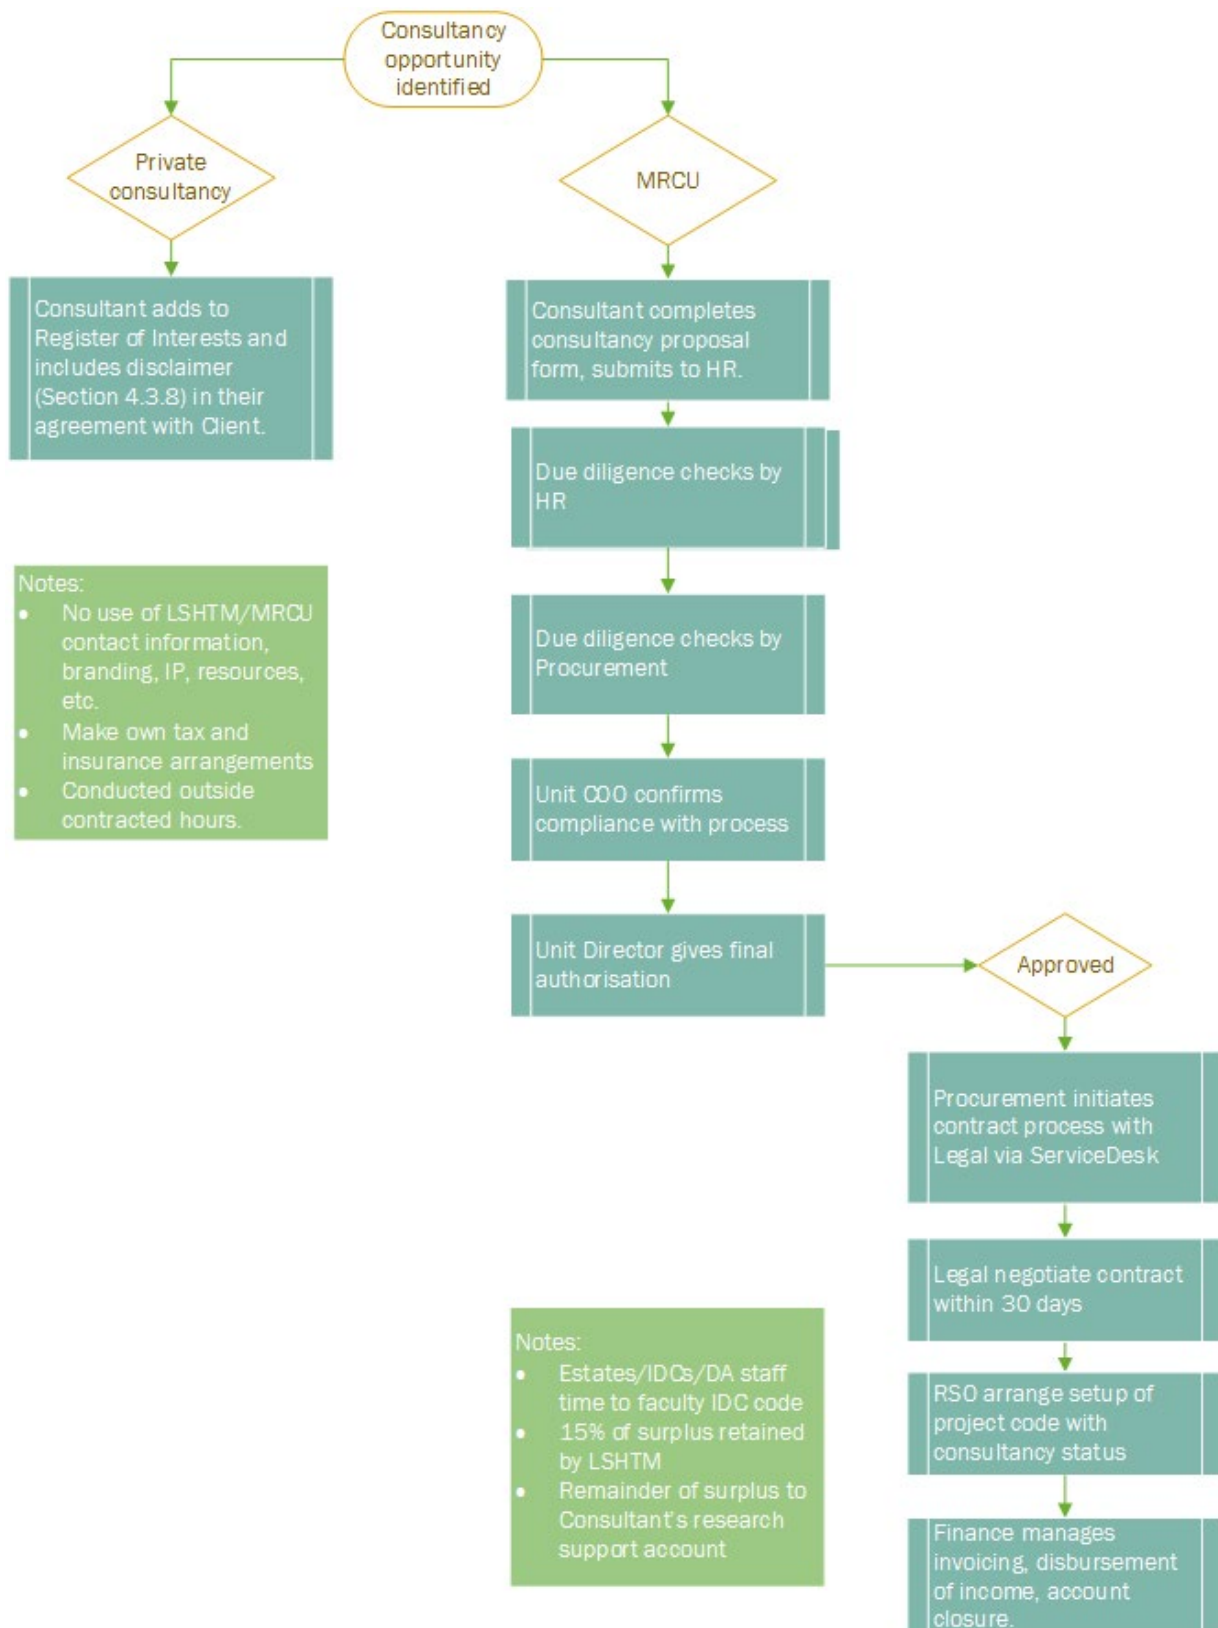 Consultancy
opportunity
identified
Private
consultancy
MRCU
Consultant adds to
Register of Interests and
includes disclaimer
(Section 4.3.8) in their
agreement with Client.
Consultant completes
consultancy proposal
form, submits to HR.
Due diligence checks by
HR
Notes:
• No use of LSHTM/MRCU
contact information,
branding, IP, resources,
etc.
• Make own tax and
insurance arrangements
• Conducted outside
contracted hours.
Due diligence checks by
Procurement
Unit COO confirms
compliance with process
Unit Director gives final
authorisation
Approved
Procurement initiates
contract process with
Legal via ServiceDesk
Legal negotiate contract
within 30 days
Notes:
• Estates/IDCs/DA staff
time to faculty IDC code
• 15% of surplus retained
by LSHTM
• Remainder of surplus to
Consultant's research
support account
RSO arrange setup of
project code with
consultancy status
Finance manages
invoicing, disbursement
of income, account
closure.